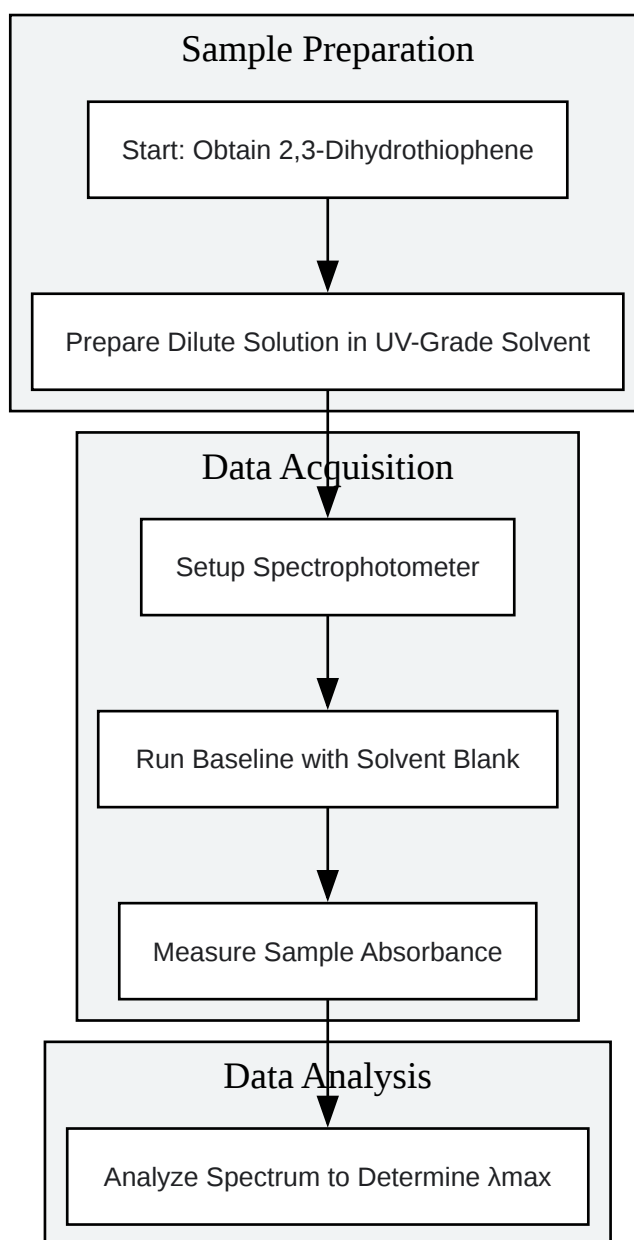 Sample Preparation
Start: Obtain 2,3-Dihydrothiophene
Prepare Dilute Solution in UV-Grade Solvent
Data Acquisition
Setup Spectrophotometer
Run Baseline with Solvent Blank
Measure Sample Absorbance
Data Analysis
Analyze Spectrum to Determine λmax